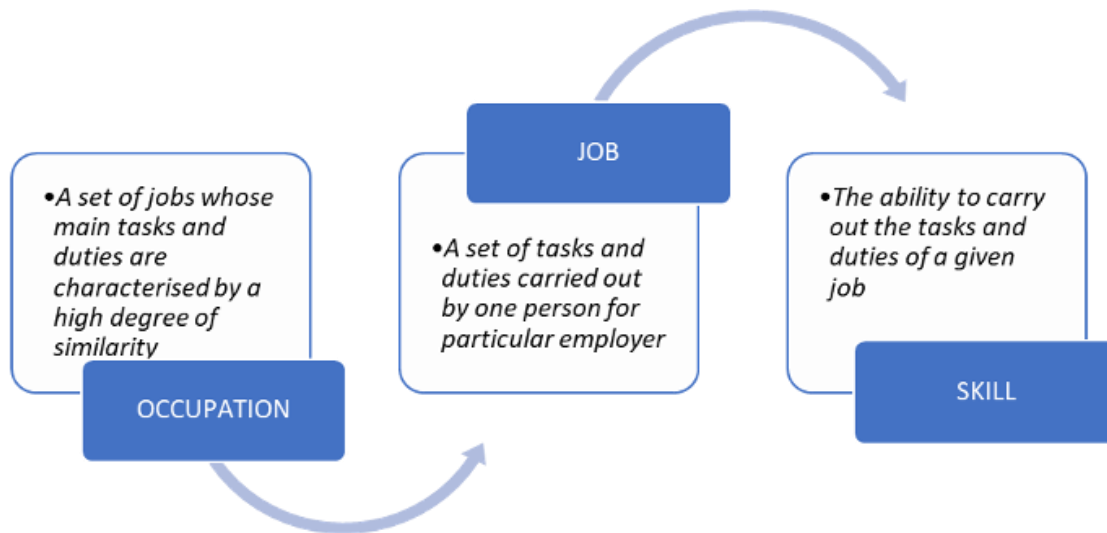 •A set of jobs whose
main tasks and
duties are
characterised by a
high degree of
similarity
OCCUPATION
JOB
•A set of tasks and
duties carried out
by one person for
particular employer
•The ability to carry
out the tasks and
duties of a given
job
SKILL